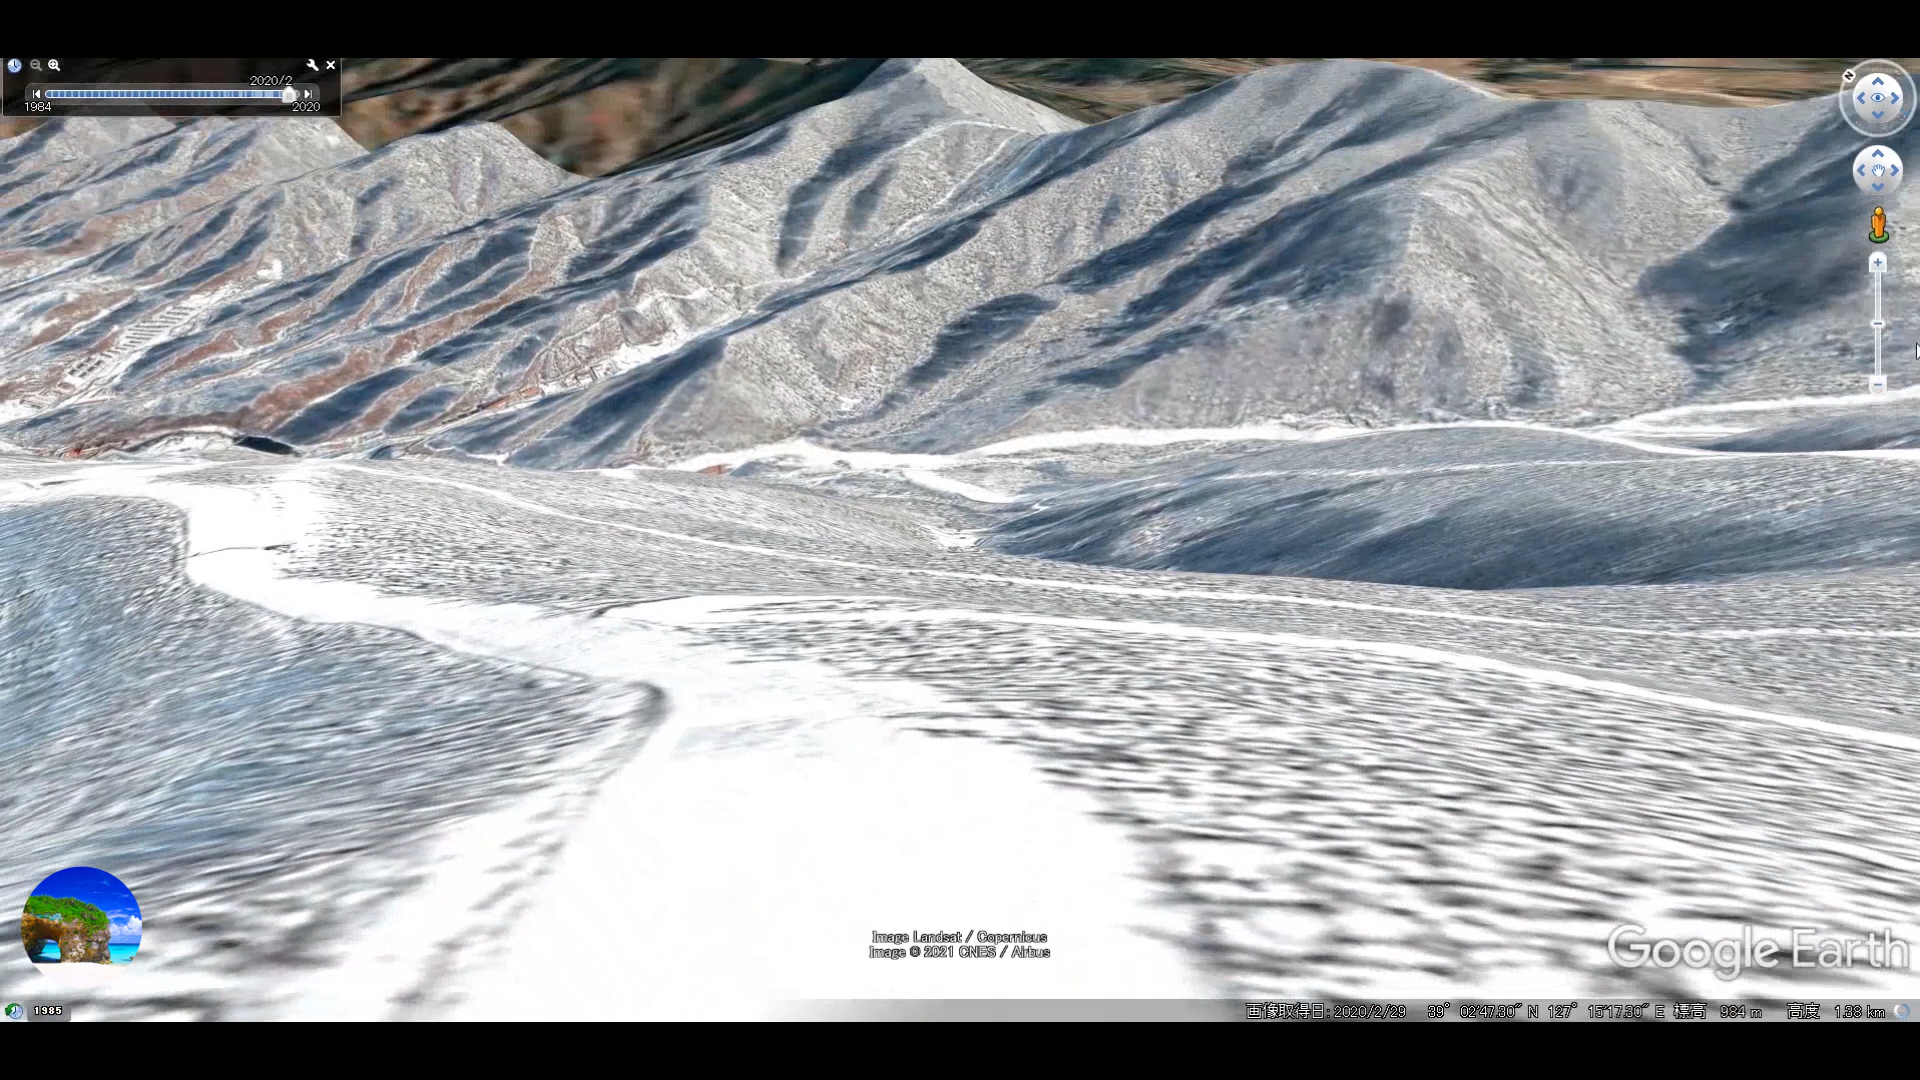 2020/2
1984
2020
N
Image Landsat / Copernicus
Image © 2021 CNES / Airbus
Google Earth
1985
画像取得日: 2020/2/29 39° 02'47.30" N 127° 15'17.30" E 標高 984 m 高度 1.38 km